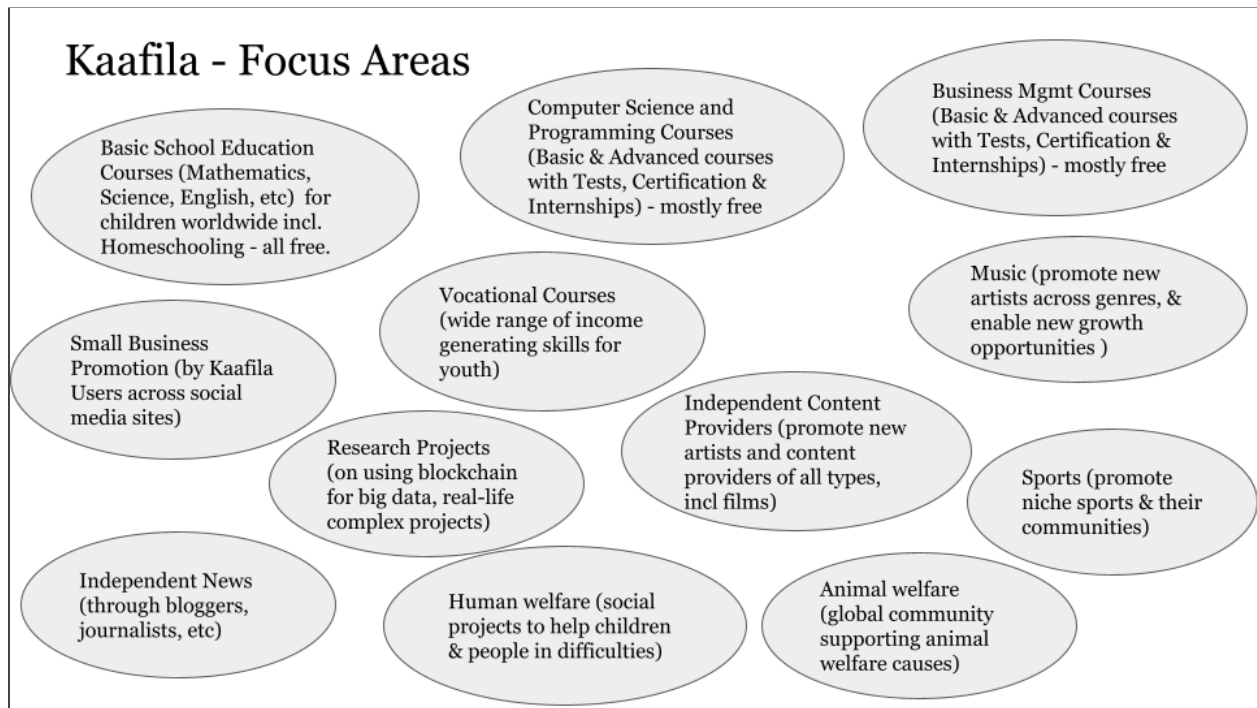 Kaafila - Focus Areas
Basic School Education
Courses (Mathematics,
Science, English, etc)  for
children worldwide incl.
Homeschooling - all free.
Computer Science and
Programming Courses
(Basic & Advanced courses
with Tests, Certification &
Internships) - mostly free
Business Mgmt Courses
(Basic & Advanced courses
with Tests, Certification &
Internships) - mostly free
Small Business
Promotion (by Kaafila
Users across social
media sites)
Vocational Courses
(wide range of income
generating skills for
youth)
Music (promote new
artists across genres, &
enable new growth
opportunities )
Research Projects
(on using blockchain
for big data, real-life
complex projects)
Independent Content
Providers (promote new
artists and content
providers of all types,
incl films)
Sports (promote
niche sports & their
communities)
Independent News
(through bloggers,
journalists, etc)
Human welfare (social
projects to help children
& people in difficulties)
Animal welfare
(global community
supporting animal
welfare causes)